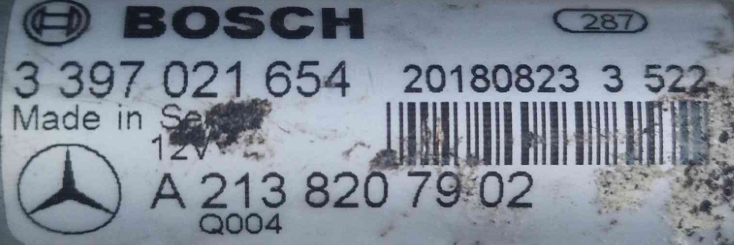 BOSCH 287
3 397 021 654 20180823 3 522
Made in
12V
A 213 820 79 02
Q004